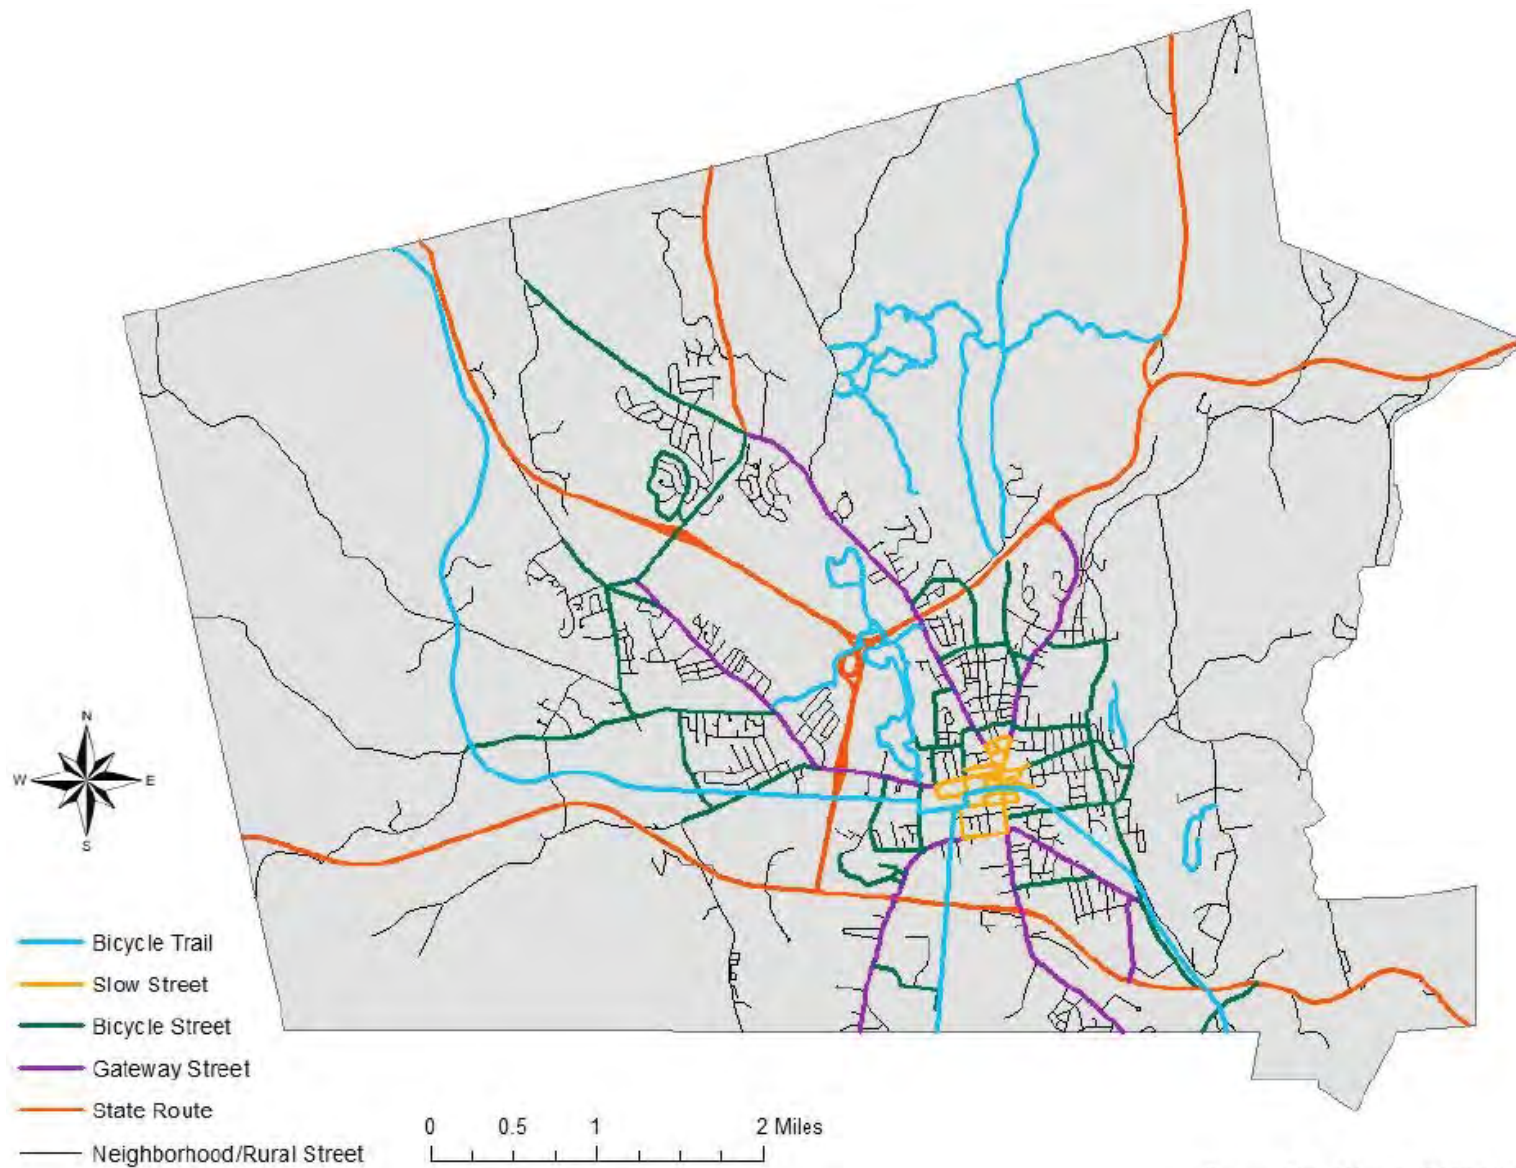 N
W E
S
Bicycle Trail
Slow Street
Bicycle Street
Gateway Street
State Route
Neighborhood/Rural Street
0 0.5 1 2 Miles